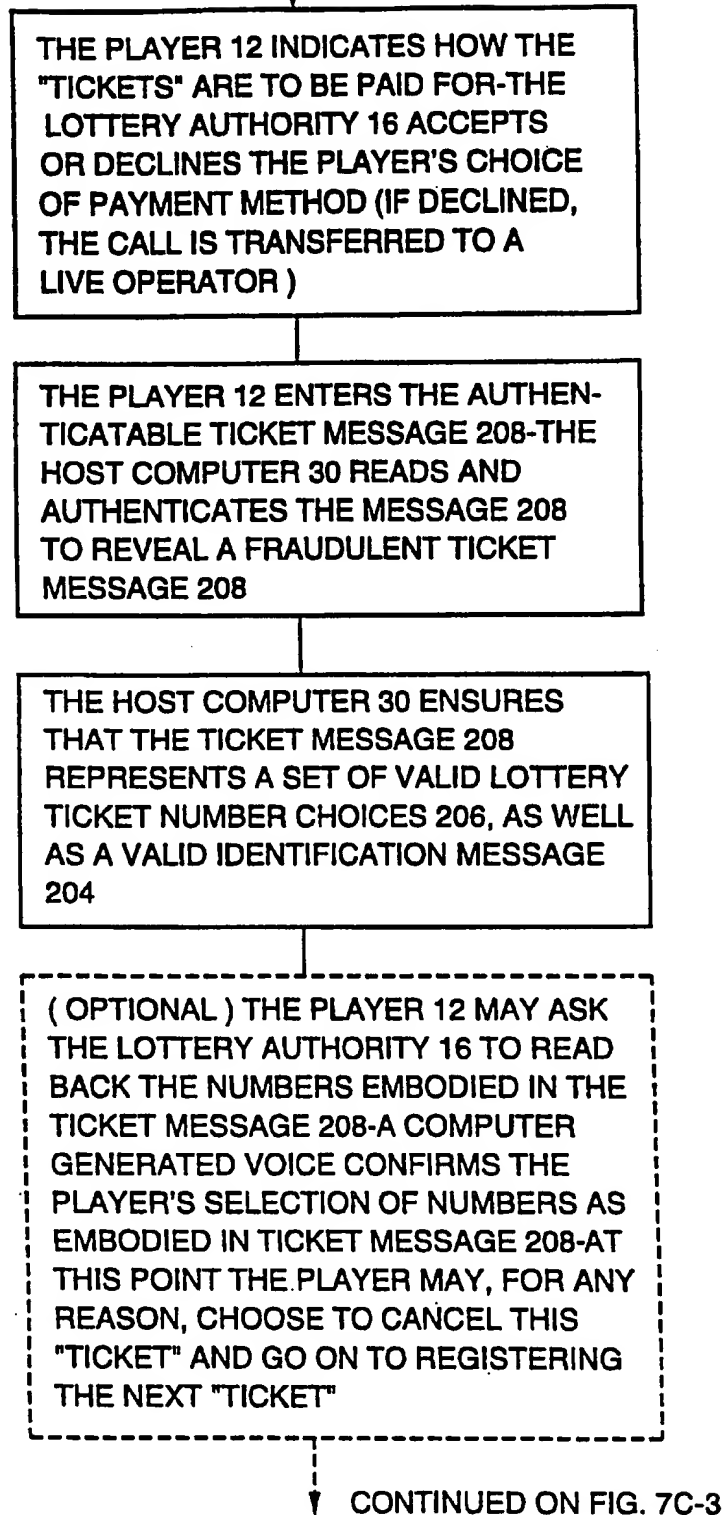 THE PLAYER 12 INDICATES HOW THE
"TICKETS" ARE TO BE PAID FOR-THE
LOTTERY AUTHORITY 16 ACCEPTS
OR DECLINES THE PLAYER'S CHOICE
OF PAYMENT METHOD (IF DECLINED,
THE CALL IS TRANSFERRED TO A
LIVE OPERATOR )
THE PLAYER 12 ENTERS THE AUTHEN-
TICATABLE TICKET MESSAGE 208-THE
HOST COMPUTER 30 READS AND
AUTHENTICATES THE MESSAGE 208
TO REVEAL A FRAUDULENT TICKET
MESSAGE 208
THE HOST COMPUTER 30 ENSURES
THAT THE TICKET MESSAGE 208
REPRESENTS A SET OF VALID LOTTERY
TICKET NUMBER CHOICES 206, AS WELL
AS A VALID IDENTIFICATION MESSAGE
204
( OPTIONAL ) THE PLAYER 12 MAY ASK
THE LOTTERY AUTHORITY 16 TO READ
BACK THE NUMBERS EMBODIED IN THE
TICKET MESSAGE 208-A COMPUTER
GENERATED VOICE CONFIRMS THE
PLAYER'S SELECTION OF NUMBERS AS
EMBODIED IN TICKET MESSAGE 208-AT
THIS POINT THE PLAYER MAY, FOR ANY
REASON, CHOOSE TO CANCEL THIS
"TICKET" AND GO ON TO REGISTERING
THE NEXT "TICKET"
CONTINUED ON FIG. 7C-3